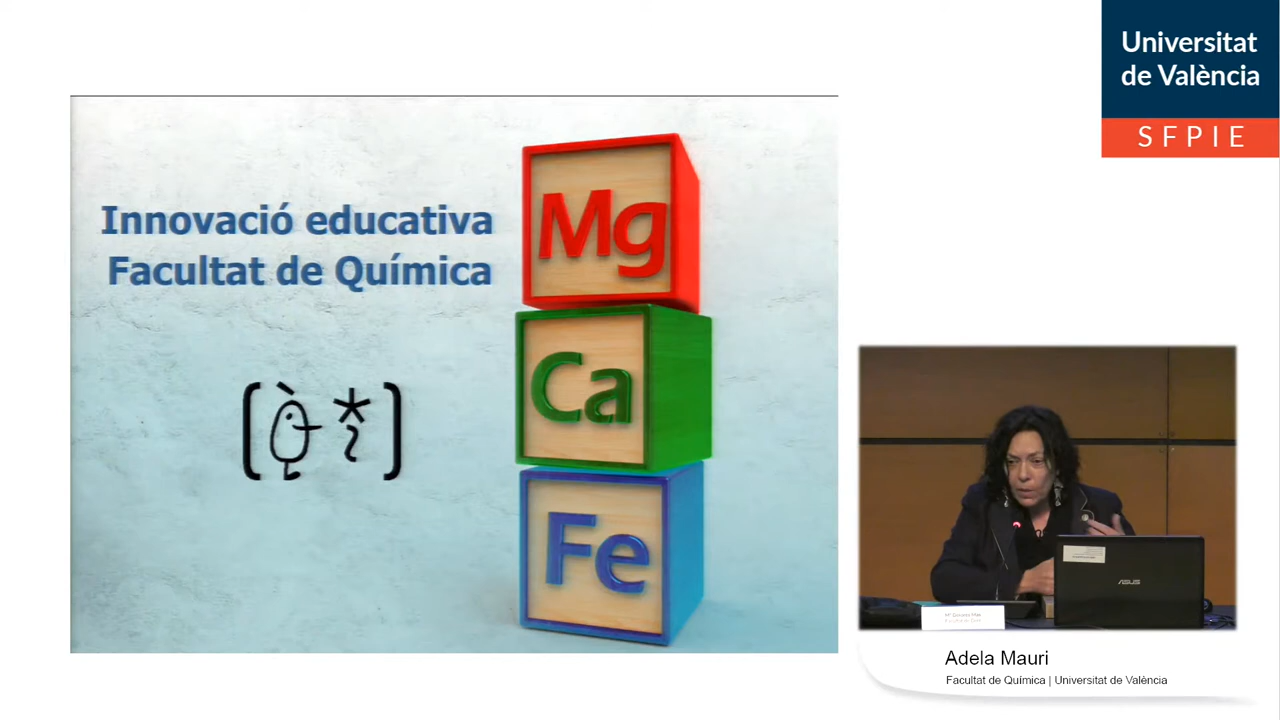 Innovació educativa
Facultat de Química
Mg
Ca
Fe
Universitat
de València
SFPIE
ASUS
Adela Mauri
Facultat de Química | Universitat de València